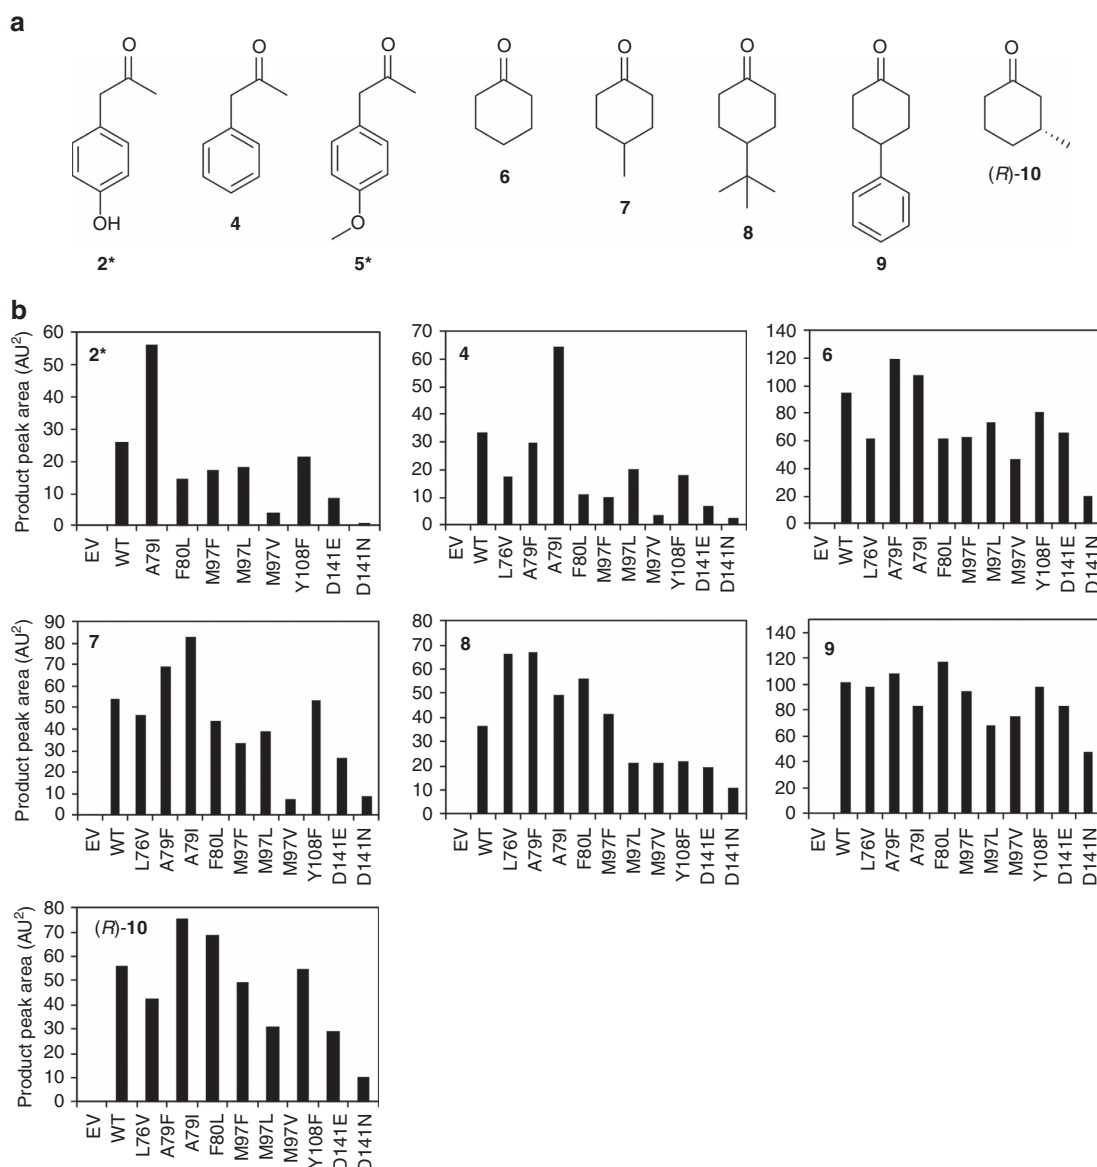 a
O
O
O
O
O
O
O
O
OH
O
2*
4
5*
6
7
8
9
(R)-10
b
Product peak area (AU²)
60
50
40
30
20
10
0
2*
EV
WT
A79I
F80L
M97F
M97L
M97V
Y108F
D141E
D141N
70
60
50
40
30
20
10
0
4
EV
WT
L76V
A79F
A79I
F80L
M97F
M97L
M97V
Y108F
D141E
D141N
140
120
100
80
60
40
20
0
6
EV
WT
L76V
A79F
A79I
F80L
M97F
M97L
M97V
Y108F
D141E
D141N
Product peak area (AU²)
90
80
70
60
50
40
30
20
10
0
7
EV
WT
L76V
A79F
A79I
F80L
M97F
M97L
M97V
Y108F
D141E
D141N
80
70
60
50
40
30
20
10
0
8
EV
WT
L76V
A79F
A79I
F80L
M97F
M97L
M97V
Y108F
D141E
D141N
140
120
100
80
60
40
20
0
9
EV
WT
L76V
A79F
A79I
F80L
M97F
M97L
M97V
Y108F
D141E
D141N
Product peak area (AU²)
80
70
60
50
40
30
20
10
0
(R)-10
EV
WT
L76V
A79F
A79I
F80L
M97F
M97L
M97V
Y108F
D141E
D141N